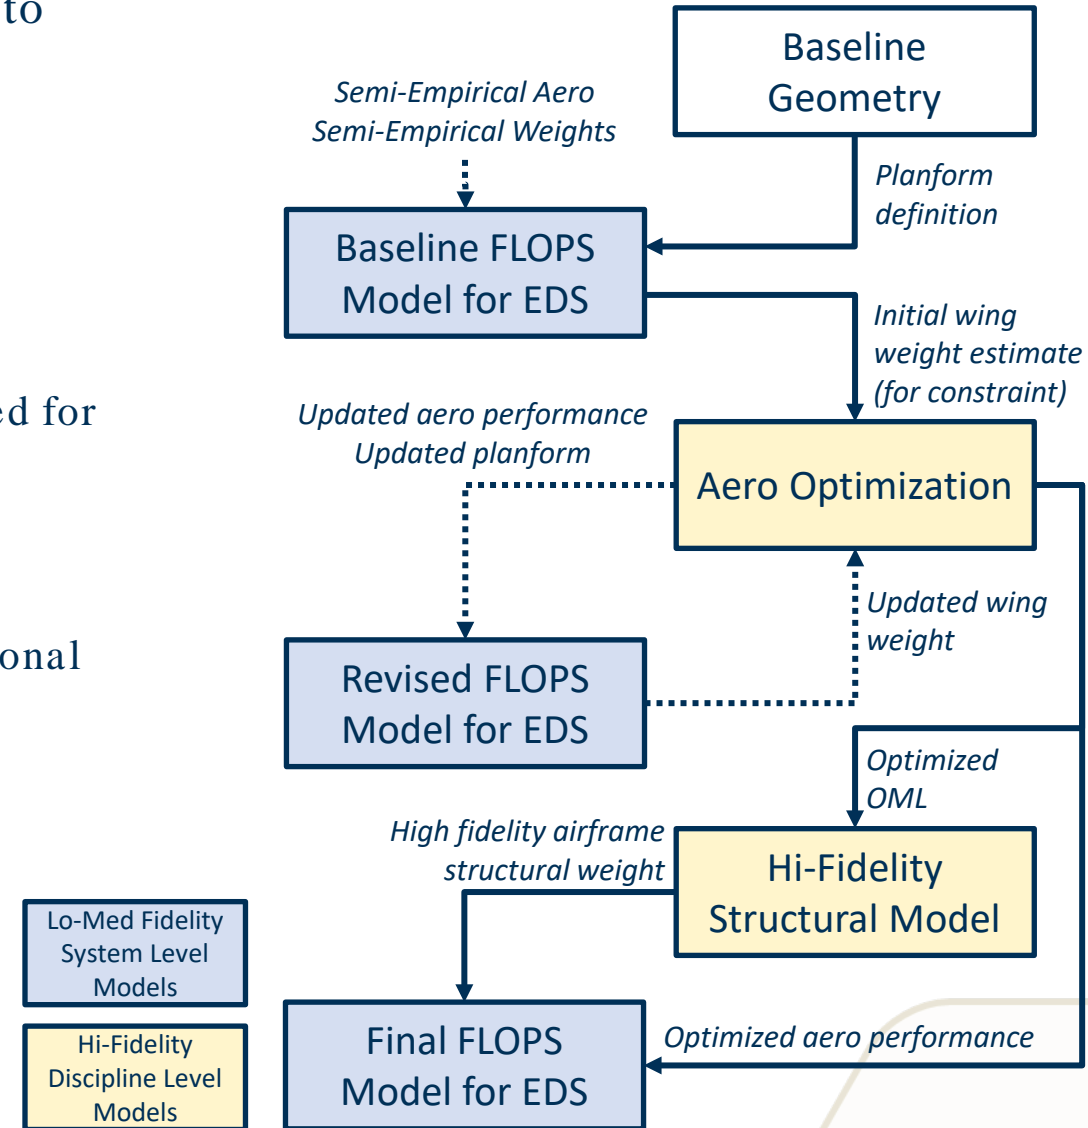 to
Baseline
Geometry
Semi-Empirical Aero
Semi-Empirical Weights
Planform
definition
Baseline FLOPS
Model for EDS
Initial wing
weight estimate
(for constraint)
ed for
Updated aero performance
Updated planform
Aero Optimization
Updated wing
weight
onal
Revised FLOPS
Model for EDS
Optimized
OML
High fidelity airframe
structural weight
Hi-Fidelity
Structural Model
Lo-Med Fidelity
System Level
Models
Final FLOPS
Model for EDS
Optimized aero performance
Hi-Fidelity
Discipline Level
Models